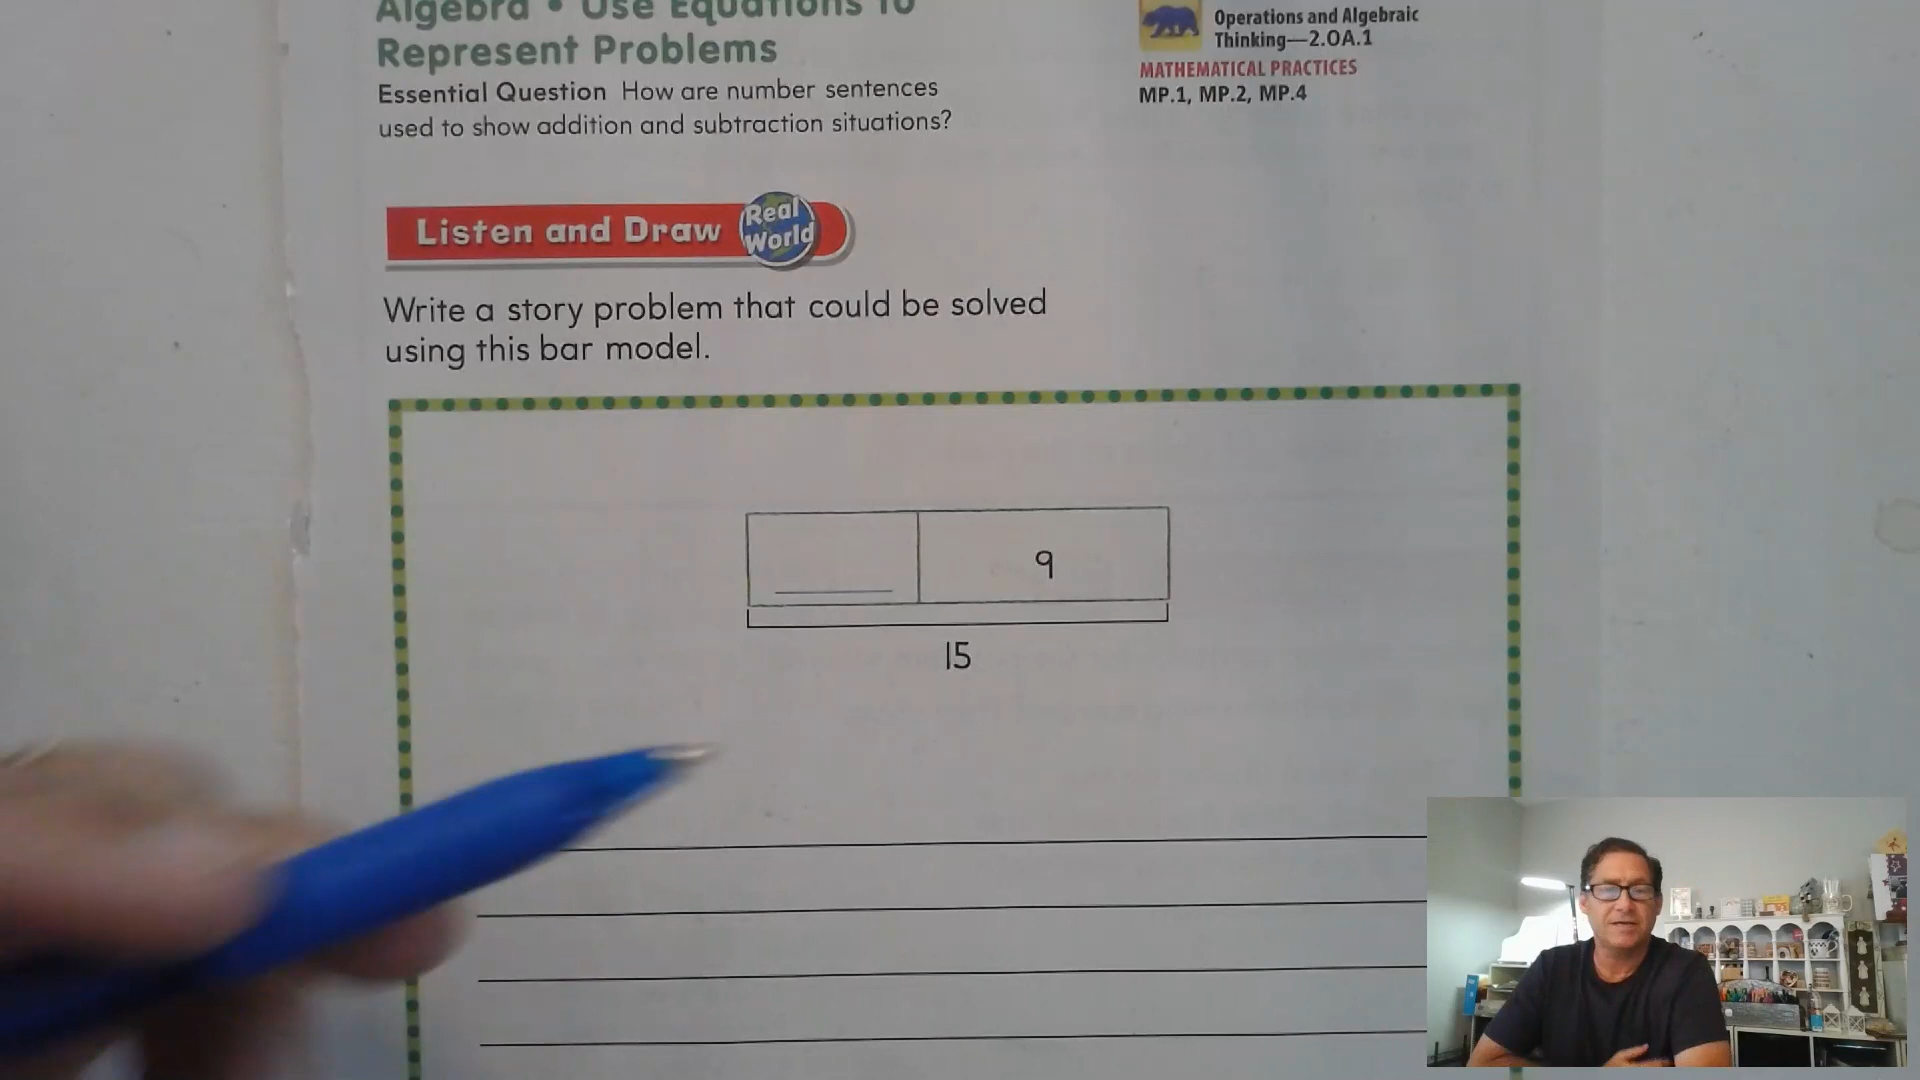 Algebra • Use Equations to
Represent Problems
Essential Question How are number sentences
used to show addition and subtraction situations?
Operations and Algebraic
Thinking—2.OA.1
MATHEMATICAL PRACTICES
MP.1, MP.2, MP.4
Listen and Draw
Real
World
Write a story problem that could be solved
using this bar model.
9
15